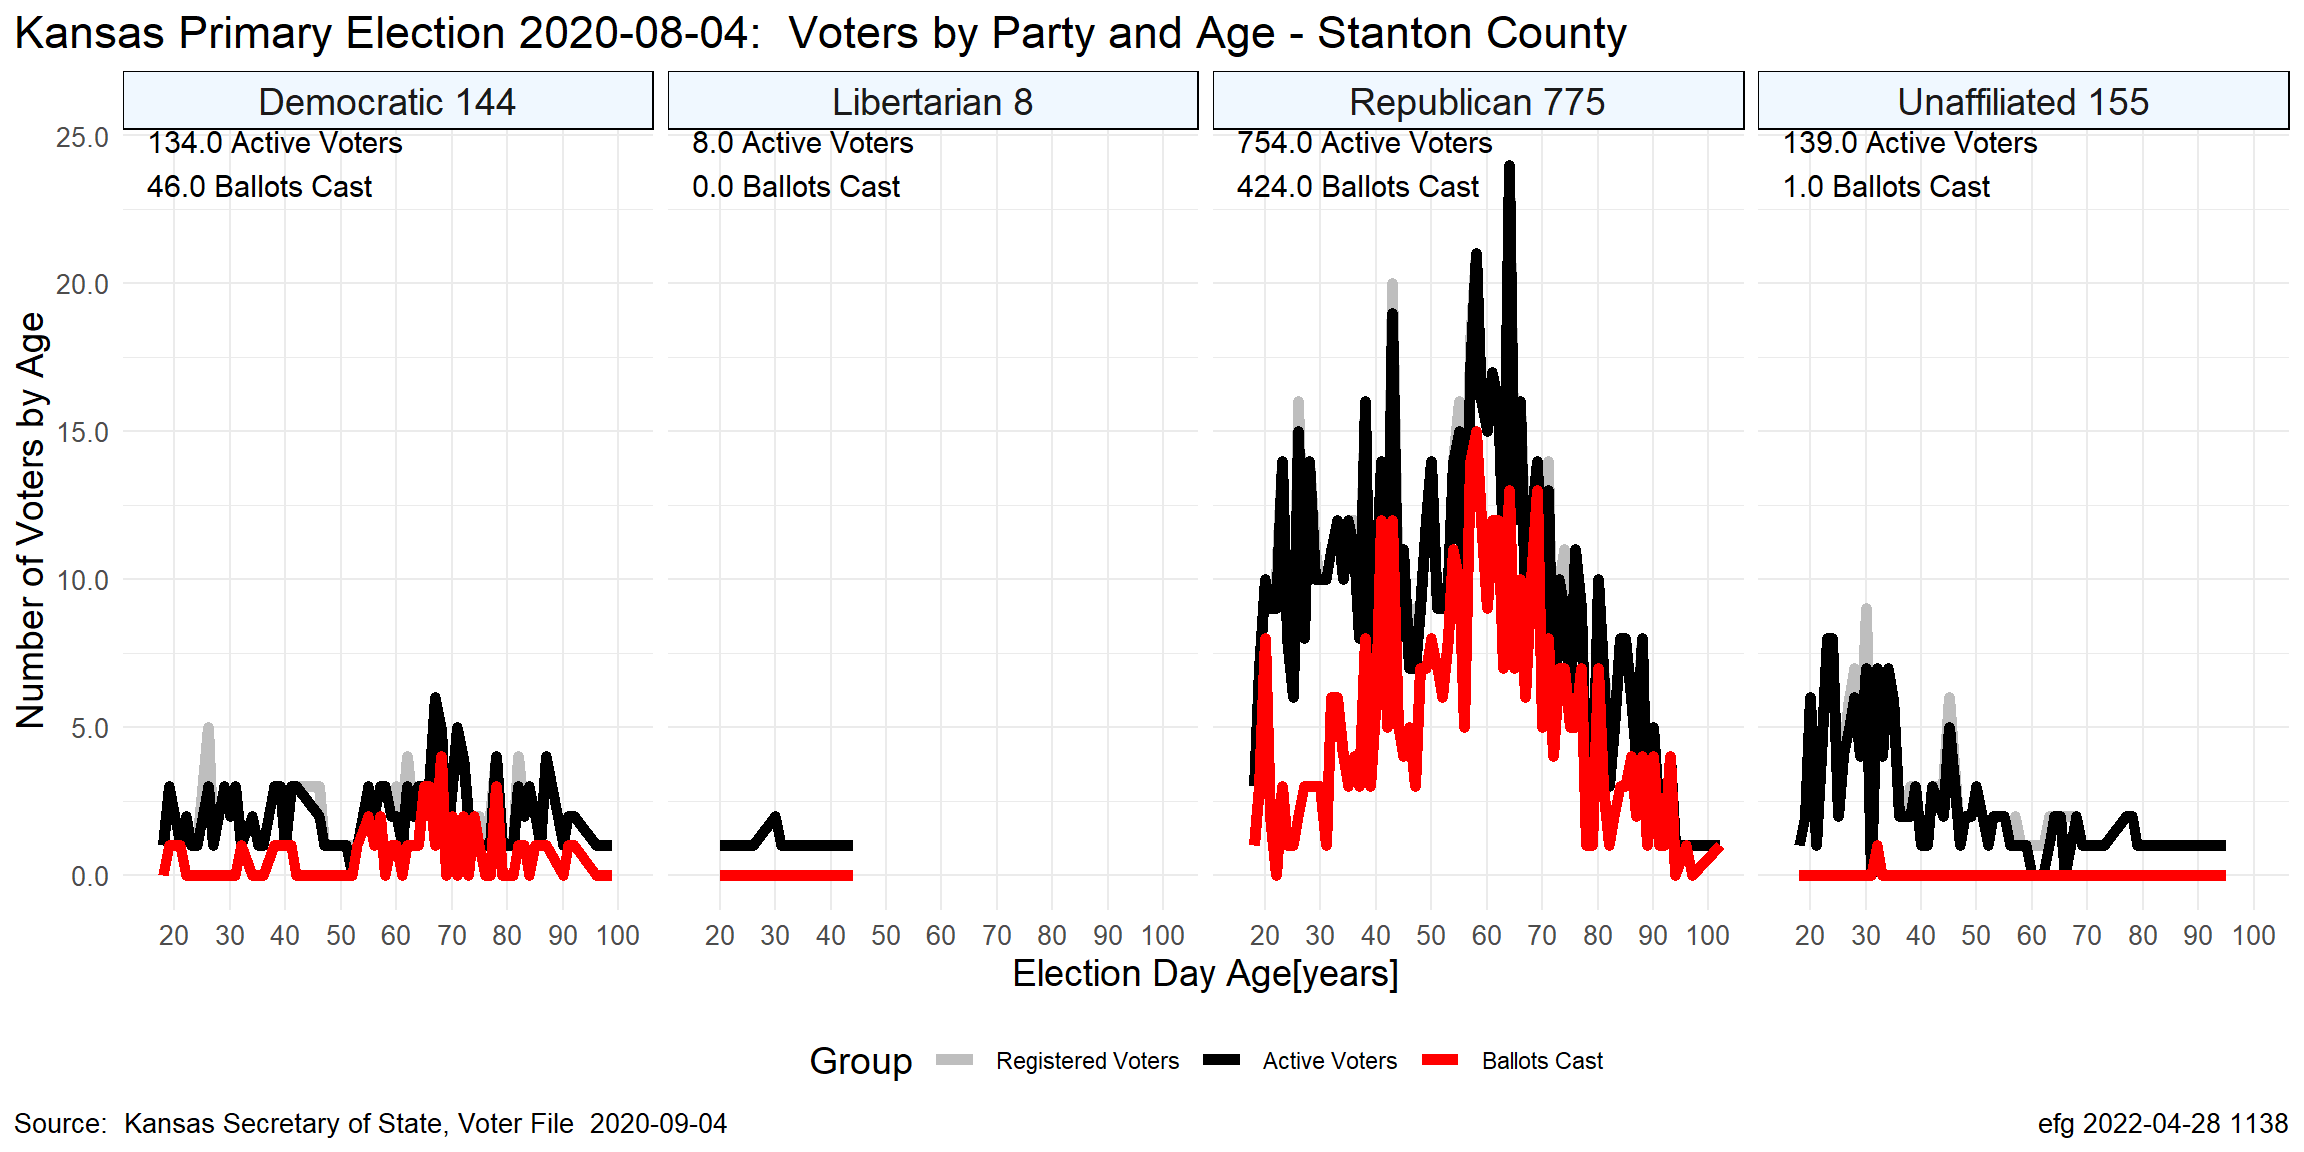 Kansas Primary Election 2020-08-04:  Voters by Party and Age - Stanton County
Democratic 144
Libertarian 8
Republican 775
Unaffiliated 155
134.0 Active Voters
46.0 Ballots Cast
8.0 Active Voters
0.0 Ballots Cast
754.0 Active Voters
424.0 Ballots Cast
139.0 Active Voters
1.0 Ballots Cast
Number of Voters by Age
25.0
20.0
15.0
10.0
5.0
0.0
20 30 40 50 60 70 80 90 100
20 30 40 50 60 70 80 90 100
20 30 40 50 60 70 80 90 100
20 30 40 50 60 70 80 90 100
Election Day Age[years]
Group Registered Voters Active Voters Ballots Cast
Source:  Kansas Secretary of State, Voter File  2020-09-04
efg 2022-04-28 1138